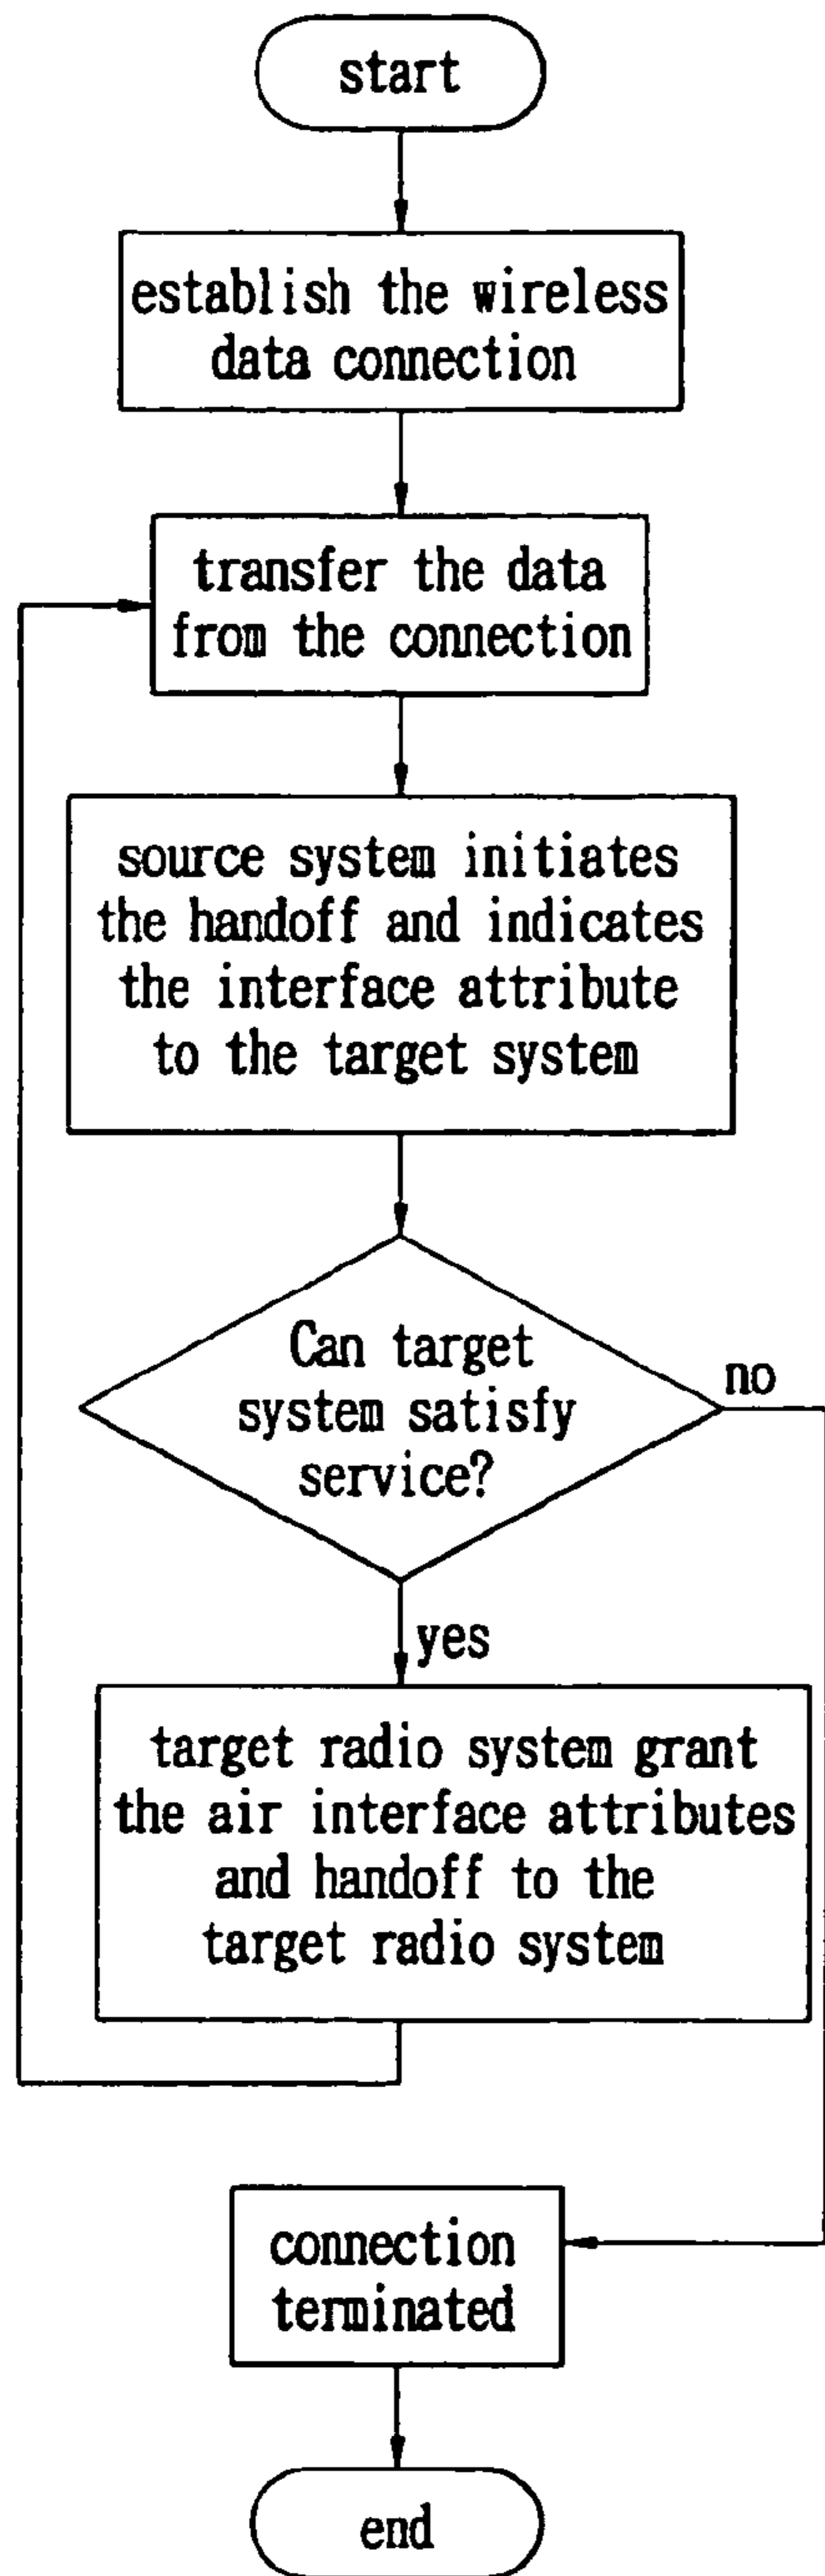 start
establish the wireless
data connection
transfer the data
from the connection
source system initiates
the handoff and indicates
the interface attribute
to the target system
Can target
system satisfy
service?
no
yes
target radio system grant
the air interface attributes
and handoff to the
target radio system
connection
terminated
end